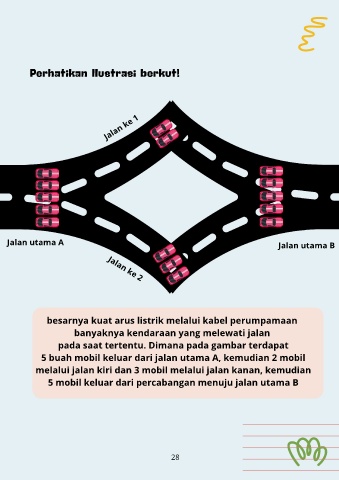 Perhatikan Ilustrasi berkut!
Jalan ke 1
Jalan utama A
Jalan utama B
Jalan ke 2
besarnya kuat arus listrik melalui kabel perumpamaan
banyaknya kendaraan yang melewati jalan
pada saat tertentu. Dimana pada gambar terdapat
5 buah mobil keluar dari jalan utama A, kemudian 2 mobil
melalui jalan kiri dan 3 mobil melalui jalan kanan, kemudian
5 mobil keluar dari percabangan menuju jalan utama B
28